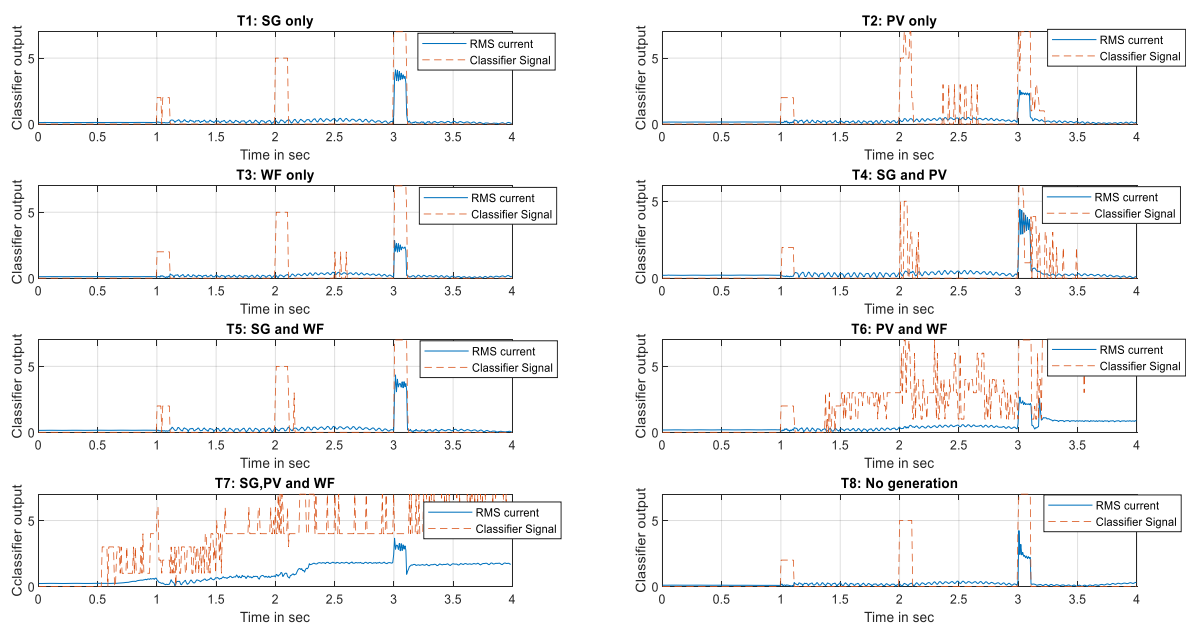 T1: SG only
Classifier output
5
0
RMS current
Classifier Signal
0 0.5 1 1.5 2 2.5 3 3.5 4
Time in sec
T2: PV only
Classifier output
5
0
RMS current
Classifier Signal
0 0.5 1 1.5 2 2.5 3 3.5 4
Time in sec
T3: WF only
Classifier output
5
0
RMS current
Classifier Signal
0 0.5 1 1.5 2 2.5 3 3.5 4
Time in sec
T4: SG and PV
Classifier output
5
0
RMS current
Classifier Signal
0 0.5 1 1.5 2 2.5 3 3.5 4
Time in sec
T5: SG and WF
Classifier output
5
0
RMS current
Classifier Signal
0 0.5 1 1.5 2 2.5 3 3.5 4
Time in sec
T6: PV and WF
Classifier output
5
0
RMS current
Classifier Signal
0 0.5 1 1.5 2 2.5 3 3.5 4
Time in sec
T7: SG,PV and WF
Cclassifier output
5
0
RMS current
Classifier Signal
0 0.5 1 1.5 2 2.5 3 3.5 4
Time in sec
T8: No generation
Classifier output
5
0
RMS current
Classifier Signal
0 0.5 1 1.5 2 2.5 3 3.5 4
Time in sec